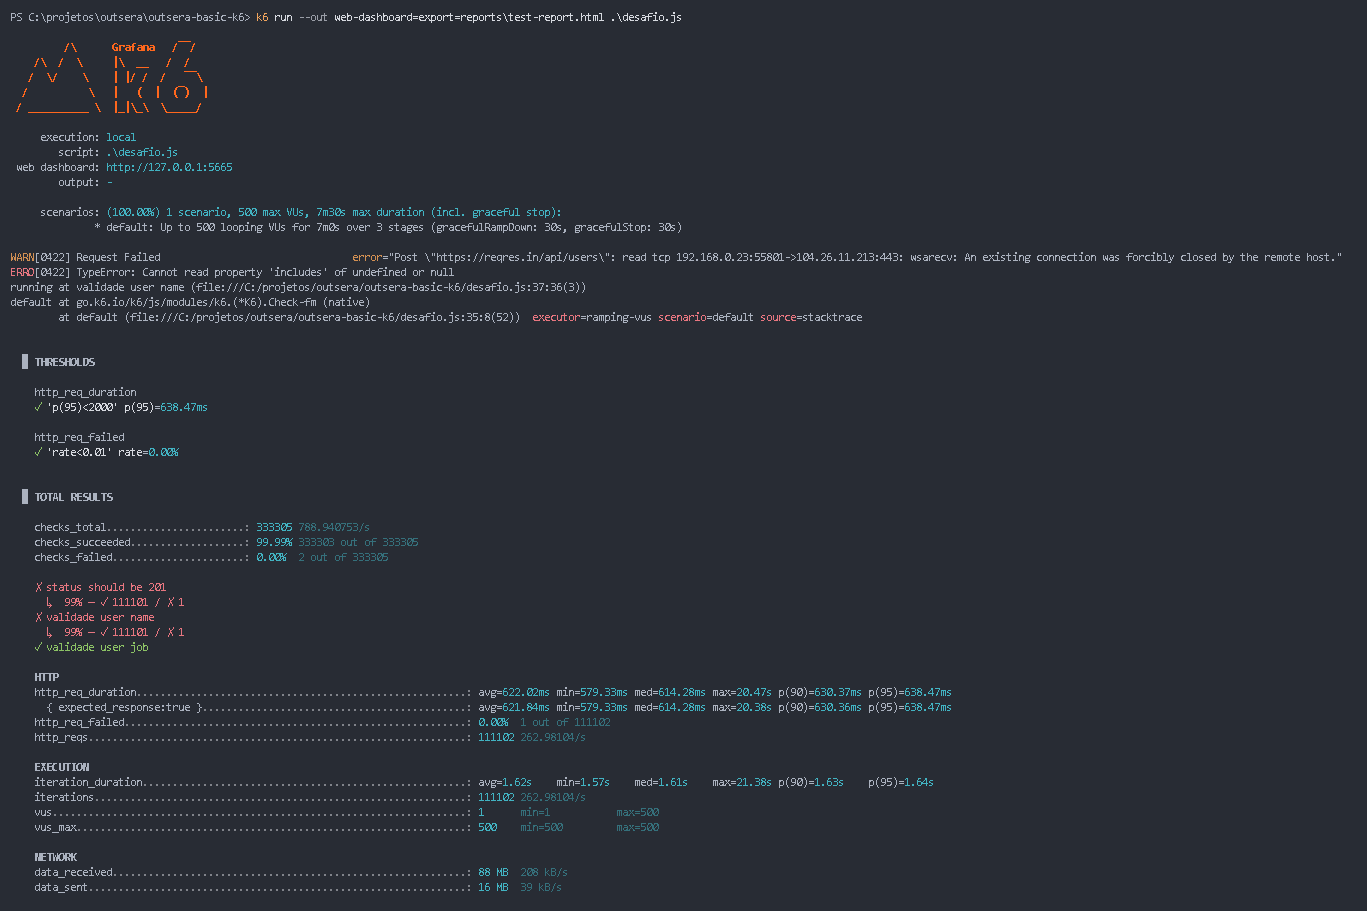 PS C:\projetos\outsera\outsera-basic-k6> k6 run --out web-dashboard=export=reports\test-report.html .\desafio.js
Grafana
execution: local
script: .\desafio.js
web dashboard: http://127.0.0.1:5665
output: -
scenarios: (100.00%) 1 scenario, 500 max VUs, 7m30s max duration (incl. graceful stop):
* default: Up to 500 looping VUs for 7m0s over 3 stages (gracefulRampDown: 30s, gracefulStop: 30s)
WARN[0422] Request Failed error="Post \"https://reqres.in/api/users\": read tcp 192.168.0.23:55801->104.26.11.213:443: wsarecv: An existing connection was forcibly closed by the remote host."
ERRO[0422] TypeError: Cannot read property 'includes' of undefined or null
running at validade user name (file:///C:/projetos/outsera/outsera-basic-k6/desafio.js:37:36(3))
default at go.k6.io/k6/js/modules/k6.(*K6).Check-fm (native)
at default (file:///C:/projetos/outsera/outsera-basic-k6/desafio.js:35:8(52)) executor=ramping-vus scenario=default source=stacktrace
█ THRESHOLDS
http_req_duration
✓ 'p(95)<2000' p(95)=638.47ms
http_req_failed
✓ 'rate<0.01' rate=0.00%
█ TOTAL RESULTS
checks_total.......................: 333305 788.940753/s
checks_succeeded...................: 99.99% 333303 out of 333305
checks_failed......................: 0.00% 2 out of 333305
✗ status should be 201
↳ 99% — ✓ 111101 / ✗ 1
✗ validade user name
↳ 99% — ✓ 111101 / ✗ 1
✓ validade user job
HTTP
http_req_duration.......................................................: avg=622.02ms min=579.33ms med=614.28ms max=20.47s p(90)=630.37ms p(95)=638.47ms
{ expected_response:true }............................................: avg=621.84ms min=579.33ms med=614.28ms max=20.38s p(90)=630.36ms p(95)=638.47ms
http_req_failed.........................................................: 0.00% 1 out of 111102
http_reqs...............................................................: 111102 262.98104/s
EXECUTION
iteration_duration......................................................: avg=1.62s min=1.57s med=1.61s max=21.38s p(90)=1.63s p(95)=1.64s
iterations..............................................................: 111102 262.98104/s
vus.....................................................................: 1 min=1 max=500
vus_max.................................................................: 500 min=500 max=500
NETWORK
data_received...........................................................: 88 MB 208 kB/s
data_sent...............................................................: 16 MB 39 kB/s